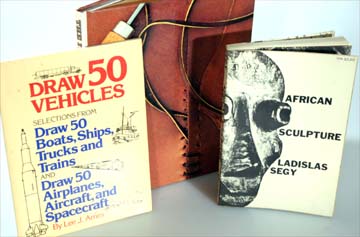 DRAW 50
VEHICLES
SELECTIONS FROM
Draw 50
Boats, Ships,
Trucks and
Trains
AND
Draw 50
Airplanes,
Aircraft, and
Spacecraft
By Lee J. Ames
AFRICAN
SCULPTURE
LADISLAS
SEGY